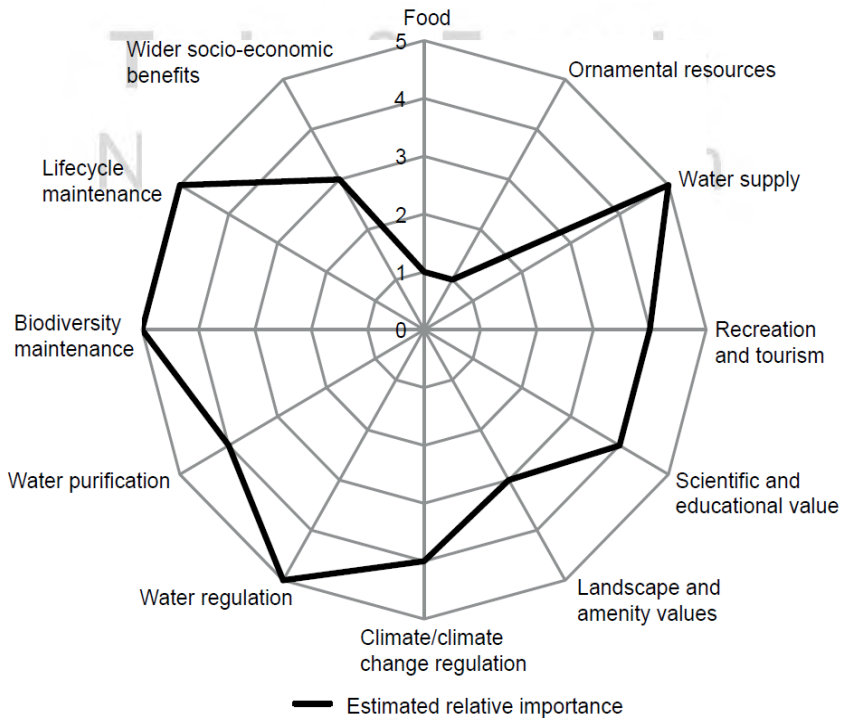 Food
5
Wider socio-economic
benefits
Ornamental resources
4
3
Lifecycle
maintenance
Water supply
2
1
Biodiversity
maintenance
0
Recreation
and tourism
Water purification
Scientific and
educational value
Water regulation
Landscape and
amenity values
Climate/climate
change regulation
Estimated relative importance